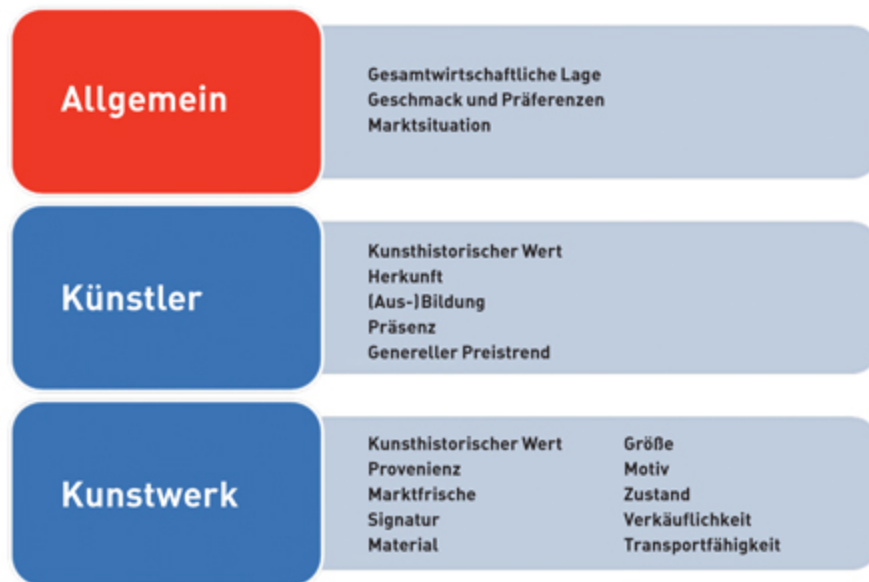 Allgemein
Gesamtwirtschaftliche Lage
Geschmack und Präferenzen
Marktsituation
Künstler
Kunsthistorischer Wert
Herkunft
(Aus-)Bildung
Präsenz
Genereller Preistrend
Kunstwerk
Kunsthistorischer Wert
Provenienz
Marktfrische
Signatur
Material
Größe
Motiv
Zustand
Verkäuflichkeit
Transportfähigkeit